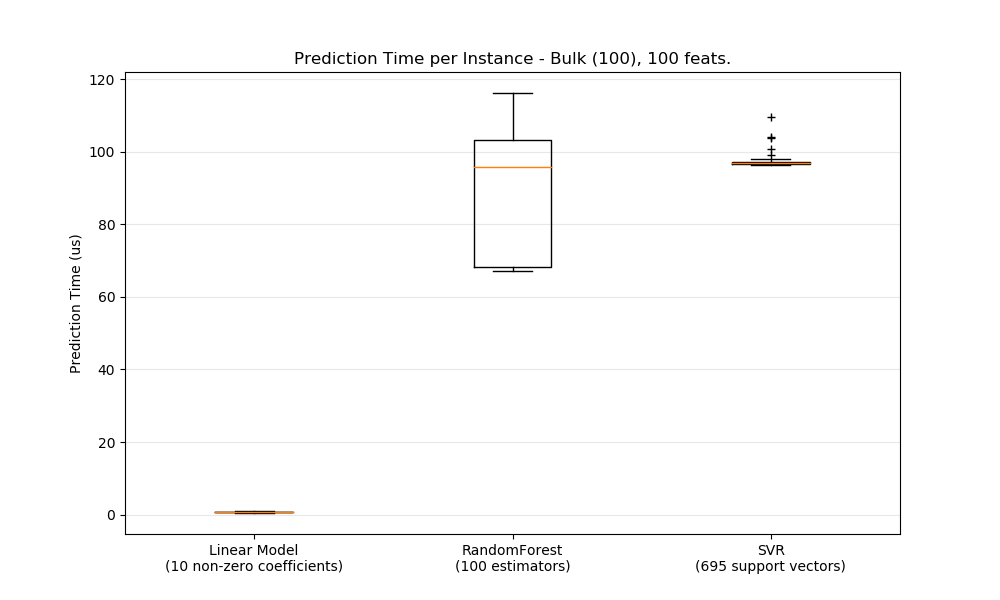 Prediction Time per Instance - Bulk (100), 100 feats.
120
100
80
60
40
20
0
Prediction Time (us)
Linear Model
(10 non-zero coefficients)
RandomForest
(100 estimators)
SVR
(695 support vectors)